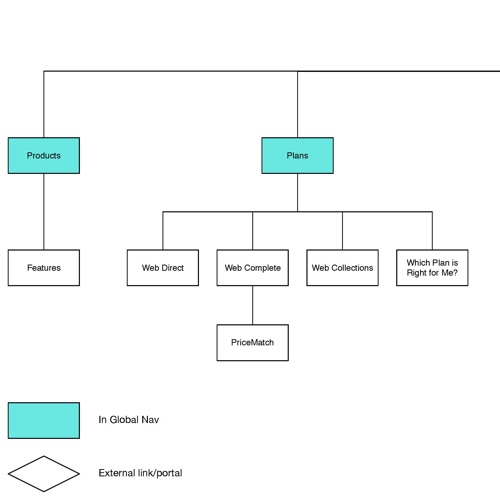 Products
Plans
Features
Web Direct
Web Complete
Web Collections
Which Plan is
Right for Me?
PriceMatch
In Global Nav
External link/portal